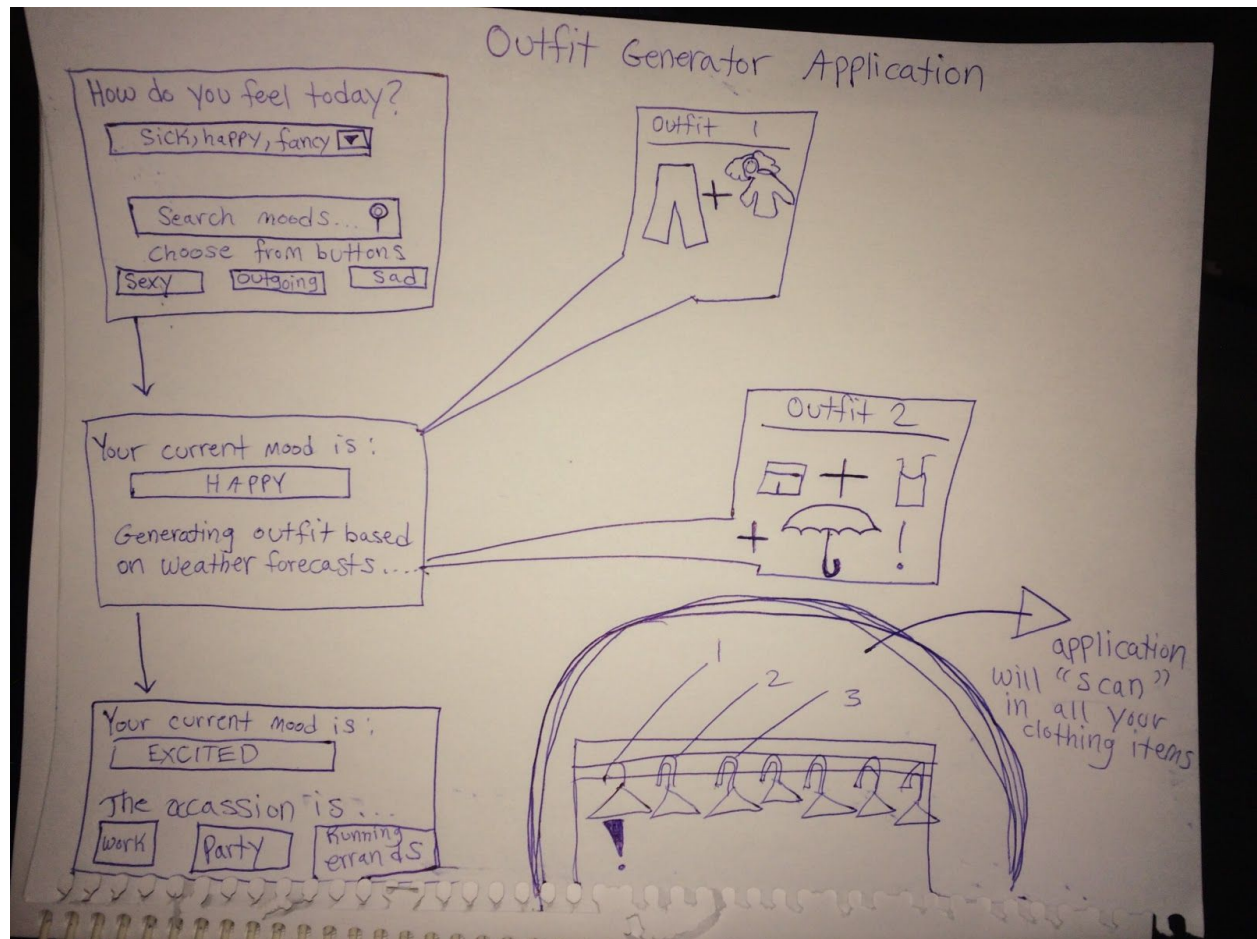 Outfit Generator Application
How do you feel today?
Sick, happy, fancy
Search moods...
choose from buttons
Sexy
outgoing
Sad
Your current mood is:
HAPPY
Generating outfit based
on weather forecasts....
Your current mood is:
EXCITED
The accassion is...
Work
Party
Running
errands
Outfit 1
+
Outfit 2
+
+
!
1
2
3
!
application
will "scan"
in all your
clothing items